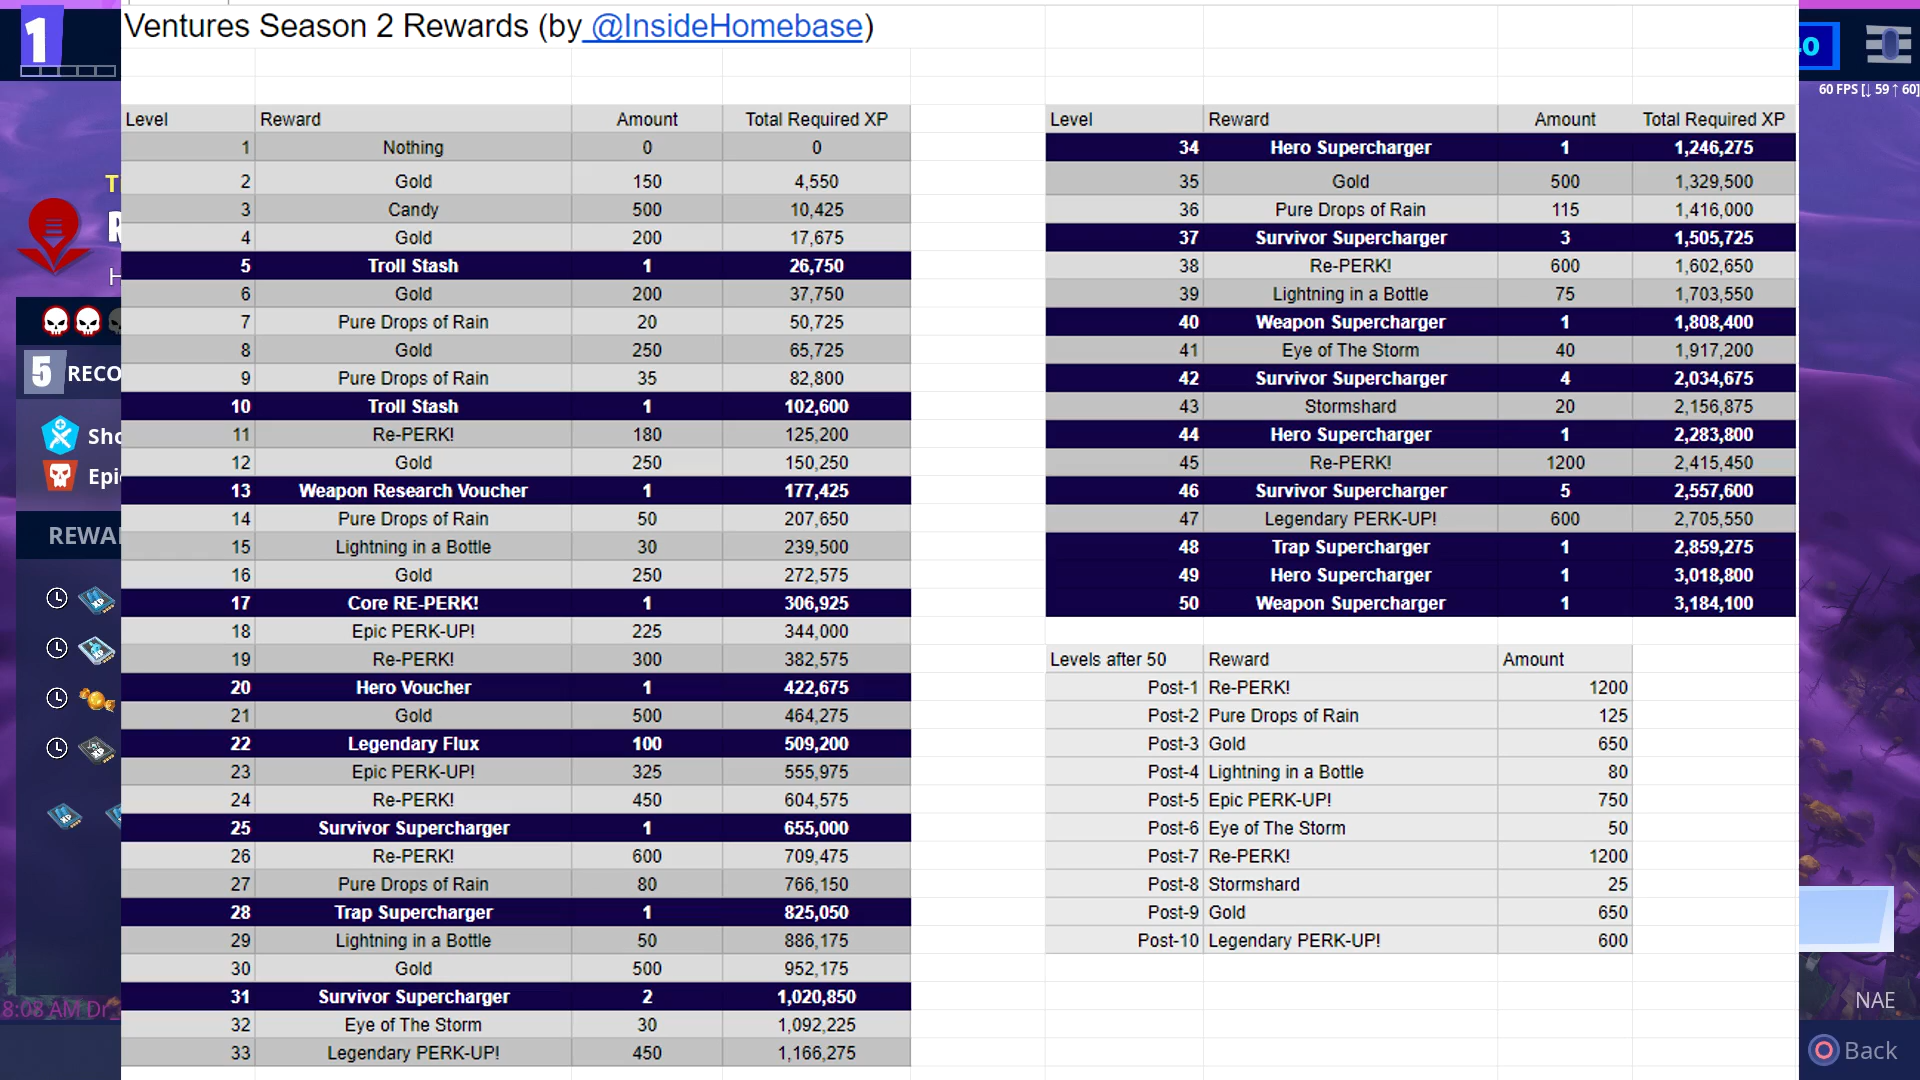 Ventures Season 2 Rewards (by @InsideHomebase)
1
60 FPS [↓ 59 ↑ 60]
Level Reward Amount Total Required XP
1 Nothing 0 0
2 Gold 150 4,550
3 Candy 500 10,425
4 Gold 200 17,675
5 Troll Stash 1 26,750
6 Gold 200 37,750
7 Pure Drops of Rain 20 50,725
8 Gold 250 65,725
9 Pure Drops of Rain 35 82,800
10 Troll Stash 1 102,600
11 Re-PERK! 180 125,200
12 Gold 250 150,250
13 Weapon Research Voucher 1 177,425
14 Pure Drops of Rain 50 207,650
15 Lightning in a Bottle 30 239,500
16 Gold 250 272,575
17 Core RE-PERK! 1 306,925
18 Epic PERK-UP! 225 344,000
19 Re-PERK! 300 382,575
20 Hero Voucher 1 422,675
21 Gold 500 464,275
22 Legendary Flux 100 509,200
23 Epic PERK-UP! 325 555,975
24 Re-PERK! 450 604,575
25 Survivor Supercharger 1 655,000
26 Re-PERK! 600 709,475
27 Pure Drops of Rain 80 766,150
28 Trap Supercharger 1 825,050
29 Lightning in a Bottle 50 886,175
30 Gold 500 952,175
31 Survivor Supercharger 2 1,020,850
32 Eye of The Storm 30 1,092,225
33 Legendary PERK-UP! 450 1,166,275
Level Reward Amount Total Required XP
34 Hero Supercharger 1 1,246,275
35 Gold 500 1,329,500
36 Pure Drops of Rain 115 1,416,000
37 Survivor Supercharger 3 1,505,725
38 Re-PERK! 600 1,602,650
39 Lightning in a Bottle 75 1,703,550
40 Weapon Supercharger 1 1,808,400
41 Eye of The Storm 40 1,917,200
42 Survivor Supercharger 4 2,034,675
43 Stormshard 20 2,156,875
44 Hero Supercharger 1 2,283,800
45 Re-PERK! 1200 2,415,450
46 Survivor Supercharger 5 2,557,600
47 Legendary PERK-UP! 600 2,705,550
48 Trap Supercharger 1 2,859,275
49 Hero Supercharger 1 3,018,800
50 Weapon Supercharger 1 3,184,100
Levels after 50 Reward Amount
Post-1 Re-PERK! 1200
Post-2 Pure Drops of Rain 125
Post-3 Gold 650
Post-4 Lightning in a Bottle 80
Post-5 Epic PERK-UP! 750
Post-6 Eye of The Storm 50
Post-7 Re-PERK! 1200
Post-8 Stormshard 25
Post-9 Gold 650
Post-10 Legendary PERK-UP! 600
5 RECO
Sho
Epi
REWA
XP
XP
XP
8:08 AM Dr_
NAE
Back